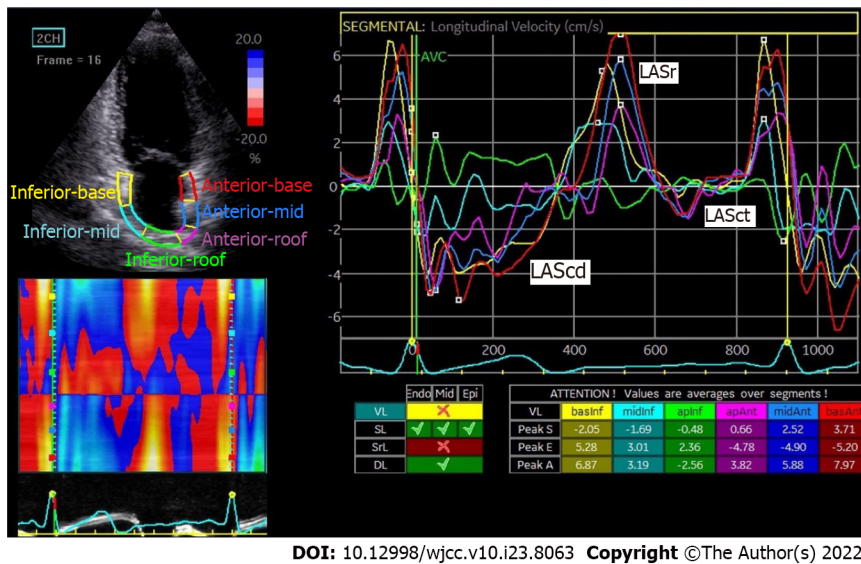 2CH
Frame = 16
20.0
-20.0
%
Inferior-base
Anterior-base
Anterior-mid
Inferior-mid
Anterior-roof
Inferior-roof
SEGMENTAL: Longitudinal Velocity (cm/s)
AVC
6
4
2
0
-2
-4
-6
LASr
LASct
LAScd
0 200 400 600 800 1000
Endo Mid Epi
VL
SL
SrL
DL
ATTENTION! Values are averages over segments!
VL basInf midInf apInf apAnt midAnt basAnt
Peak S -2.05 -1.69 -0.48 0.66 2.52 3.71
Peak E 5.28 3.01 2.36 -4.78 -4.90 -5.20
Peak A 6.87 3.19 -2.56 3.82 5.88 7.97
DOI: 10.12998/wjcc.v10.i23.8063 Copyright ©The Author(s) 2022